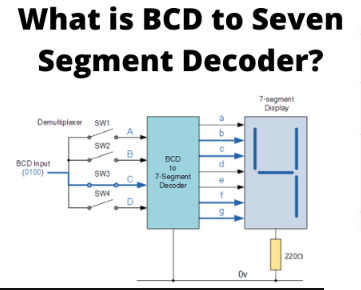 What is BCD to Seven
Segment Decoder?
7-segment
Display
Demultiplexer
SW1
A
SW2
B
BCD Input
(0100)
SW3
C
SW4
D
BCD
to
7-Segment
Decoder
a
b
c
d
e
f
g
220Ω
0v